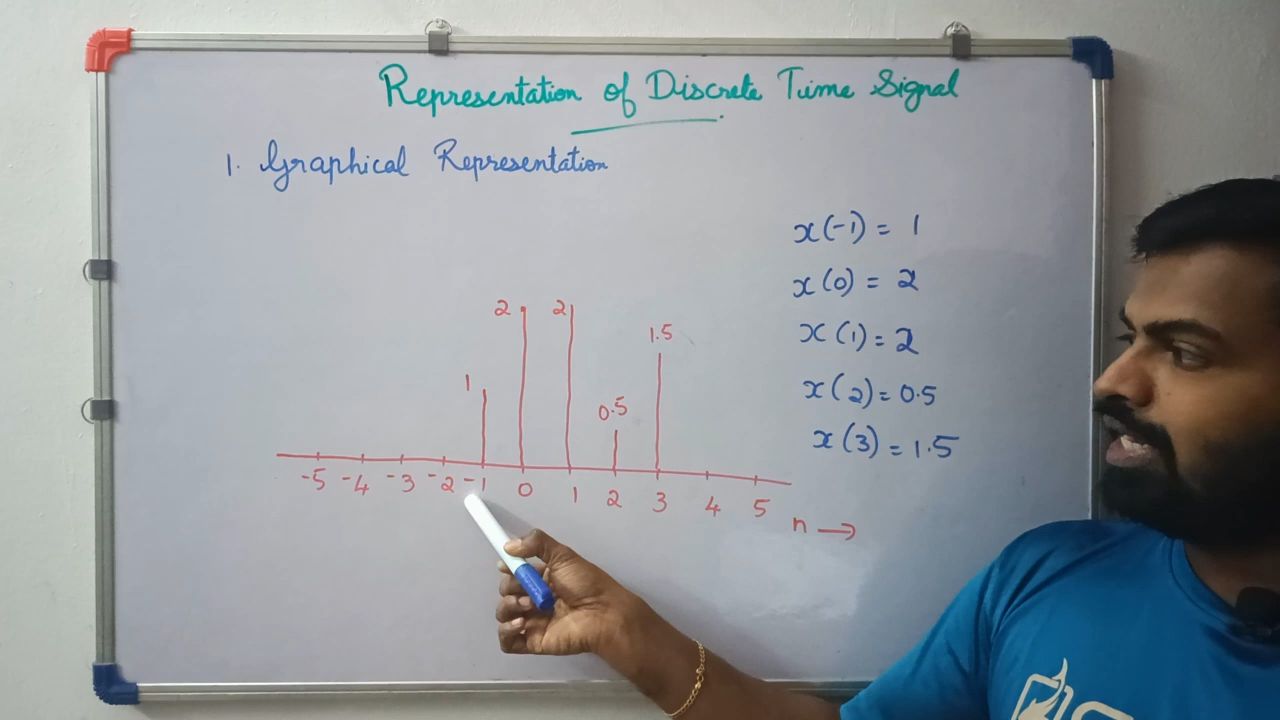 Representation of Discrete Time Signal
1. Graphical Representation
x(-1) = 1
x(0) = 2
x(1) = 2
x(2) = 0.5
x(3) = 1.5
2 2
1.5
1
0.5
-5 -4 -3 -2 -1 0 1 2 3 4 5
n →